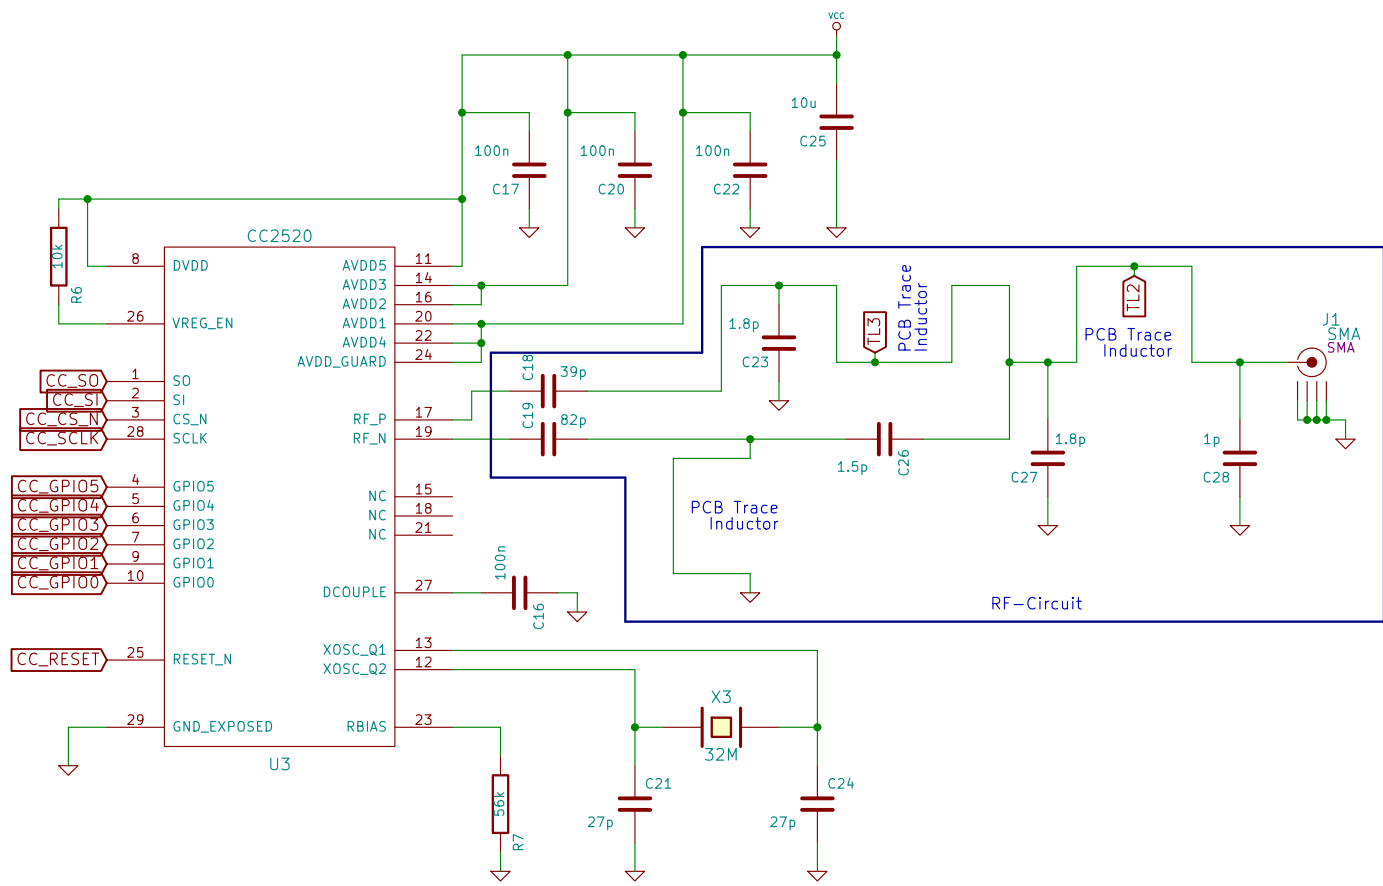 VCC
10u
C25
100n
C17
100n
C20
100n
C22
CC2520
10k
R6
8
DVDD
26
VREG_EN
CC_SO
1
SO
CC_SI
2
SI
CC_CS_N
3
CS_N
CC_SCLK
28
SCLK
CC_GPIO5
4
GPIO5
CC_GPIO4
5
GPIO4
CC_GPIO3
6
GPIO3
CC_GPIO2
7
GPIO2
CC_GPIO1
9
GPIO1
CC_GPIO0
10
GPIO0
CC_RESET
25
RESET_N
29
GND_EXPOSED
U3
AVDD5
11
AVDD3
14
AVDD2
16
AVDD1
20
AVDD4
22
AVDD_GUARD
24
RF_P
17
RF_N
19
NC
15
NC
18
NC
21
DCOUPLE
27
XOSC_Q1
13
XOSC_Q2
12
RBIAS
23
C18
39p
C19
82p
1.8p
C23
TL3
PCB Trace
Inductor
TL2
PCB Trace
Inductor
J1
SMA
SMA
1.5p
C26
1.8p
C27
1p
C28
PCB Trace
Inductor
RF-Circuit
100n
C16
X3
32M
C21
27p
C24
27p
56k
R7